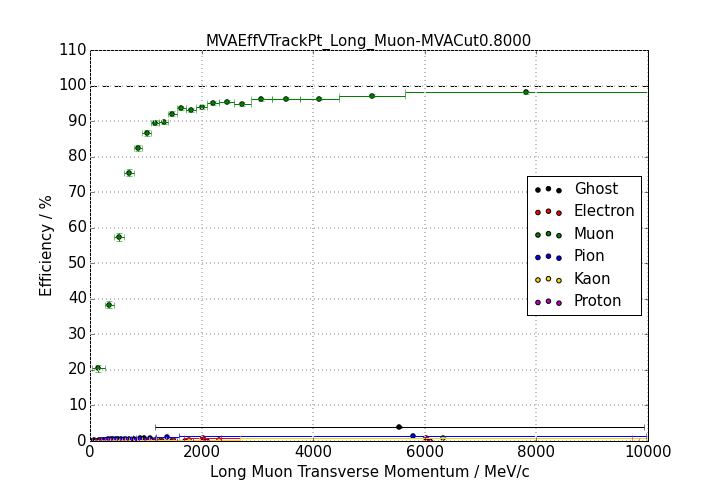 MVAEffVTrackPt_Long_Muon-MVACut0.8000
110
100
90
80
70
60
50
40
30
20
10
0
Efficiency / %
Ghost
Electron
Muon
Pion
Kaon
Proton
0 2000 4000 6000 8000 10000
Long Muon Transverse Momentum / MeV/c